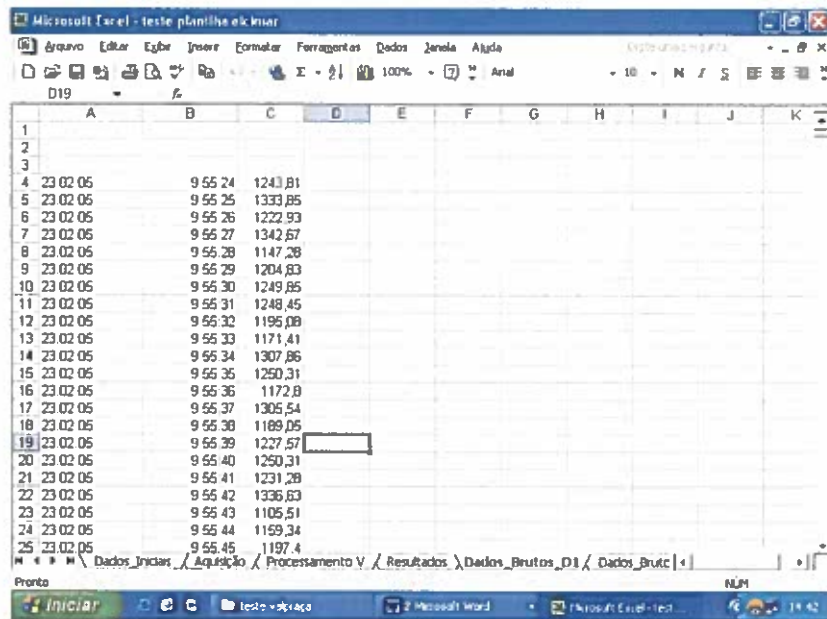 Microsoft Excel - teste planilha elcimar
Arquivo Editar Exibir Inserir Formatar Ferramentas Dados Janela Ajuda
100% Arial 10 N I S
D19 fx
A B C D E F G H I J K
1
2
3
4 23.02.05 9:55:24 1243,81
5 23.02.05 9:55:25 1333,85
6 23.02.05 9:55:26 1222,93
7 23.02.05 9:55:27 1342,67
8 23.02.05 9:55:28 1147,28
9 23.02.05 9:55:29 1204,83
10 23.02.05 9:55:30 1249,85
11 23.02.05 9:55:31 1248,45
12 23.02.05 9:55:32 1195,08
13 23.02.05 9:55:33 1171,41
14 23.02.05 9:55:34 1307,86
15 23.02.05 9:55:35 1250,31
16 23.02.05 9:55:36 1172,8
17 23.02.05 9:55:37 1305,54
18 23.02.05 9:55:38 1189,05
19 23.02.05 9:55:39 1227,57
20 23.02.05 9:55:40 1250,31
21 23.02.05 9:55:41 1231,28
22 23.02.05 9:55:42 1336,63
23 23.02.05 9:55:43 1105,51
24 23.02.05 9:55:44 1159,34
25 23.02.05 9:55:45 1197,4
Dados_Iniciais Aquisição Processamento V Resultados Dados_Brutos_D1 Dados_Brutc
Pronto NÚM
Iniciar 2 Microsoft Word Microsoft Excel - test... 14:42